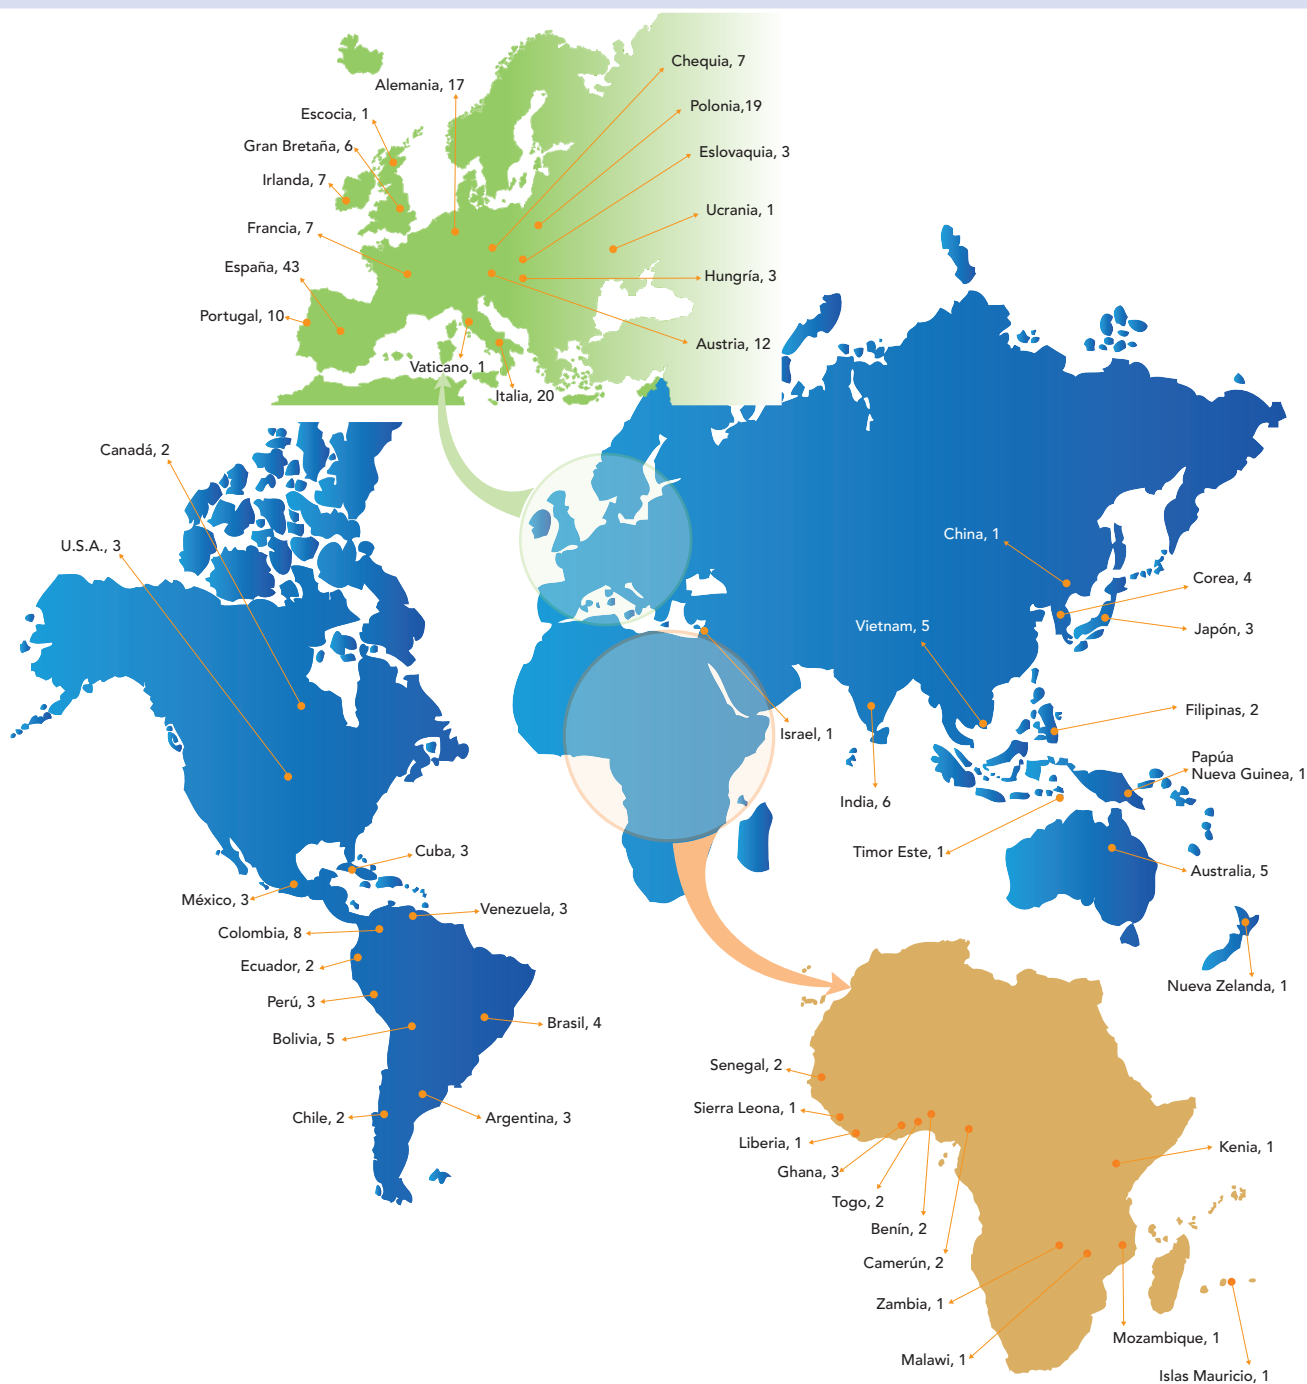 Chequia, 7
Alemania, 17
Polonia,19
Escocia, 1
Gran Bretaña, 6
Eslovaquia, 3
Irlanda, 7
Ucrania, 1
Francia, 7
España, 43
Hungría, 3
Portugal, 10
Austria, 12
Vaticano, 1
Italia, 20
Canadá, 2
U.S.A., 3
China, 1
Corea, 4
Vietnam, 5
Japón, 3
Filipinas, 2
Israel, 1
Papúa
Nueva Guinea, 1
India, 6
Timor Este, 1
Cuba, 3
Australia, 5
México, 3
Venezuela, 3
Colombia, 8
Ecuador, 2
Nueva Zelanda, 1
Perú, 3
Brasil, 4
Bolivia, 5
Senegal, 2
Sierra Leona, 1
Chile, 2
Argentina, 3
Liberia, 1
Kenia, 1
Ghana, 3
Togo, 2
Benín, 2
Camerún, 2
Zambia, 1
Mozambique, 1
Malawi, 1
Islas Mauricio, 1